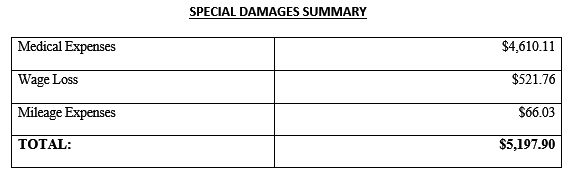 SPECIAL DAMAGES SUMMARY
Medical Expenses $4,610.11
Wage Loss $521.76
Mileage Expenses $66.03
TOTAL: $5,197.90